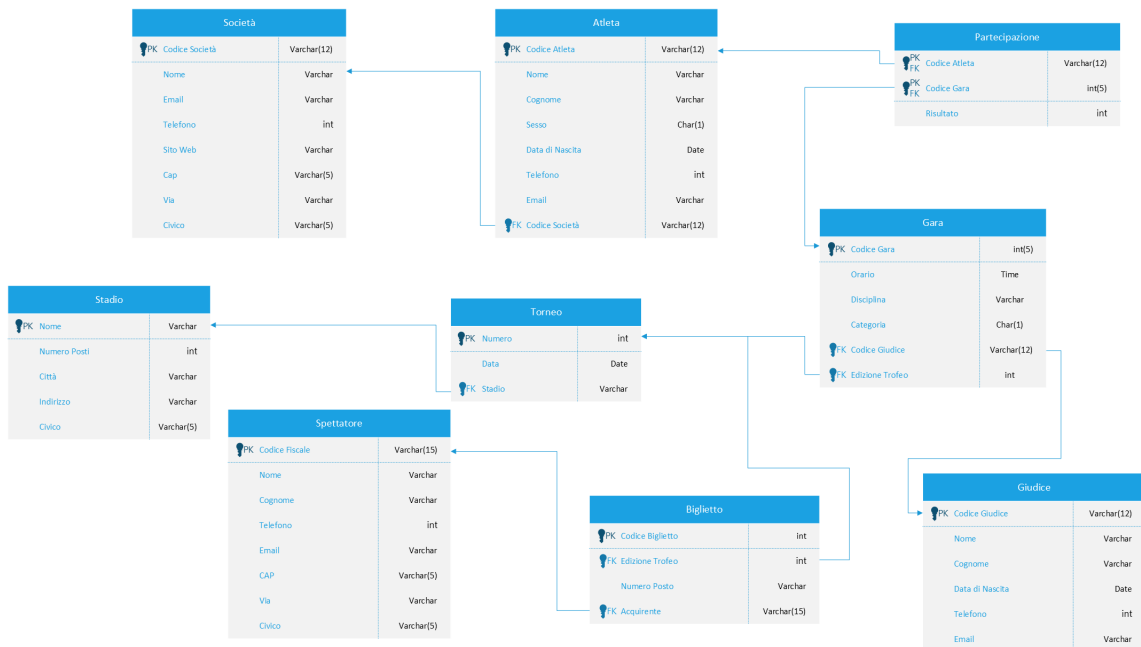 Società
PK Codice Società Varchar(12)
Nome Varchar
Email Varchar
Telefono int
Sito Web Varchar
Cap Varchar(5)
Via Varchar
Civico Varchar(5)
Atleta
PK Codice Atleta Varchar(12)
Nome Varchar
Cognome Varchar
Sesso Char(1)
Data di Nascita Date
Telefono int
Email Varchar
FK Codice Società Varchar(12)
Partecipazione
PK FK Codice Atleta Varchar(12)
PK FK Codice Gara int(5)
Risultato int
Gara
PK Codice Gara int(5)
Orario Time
Disciplina Varchar
Categoria Char(1)
FK Codice Giudice Varchar(12)
FK Edizione Trofeo int
Stadio
PK Nome Varchar
Numero Posti int
Città Varchar
Indirizzo Varchar
Civico Varchar(5)
Torneo
PK Numero int
Data Date
FK Stadio Varchar
Spettatore
PK Codice Fiscale Varchar(15)
Nome Varchar
Cognome Varchar
Telefono int
Email Varchar
CAP Varchar(5)
Via Varchar
Civico Varchar(5)
Biglietto
PK Codice Biglietto int
FK Edizione Trofeo int
Numero Posto Varchar
FK Acquirente Varchar(15)
Giudice
PK Codice Giudice Varchar(12)
Nome Varchar
Cognome Varchar
Data di Nascita Date
Telefono int
Email Varchar